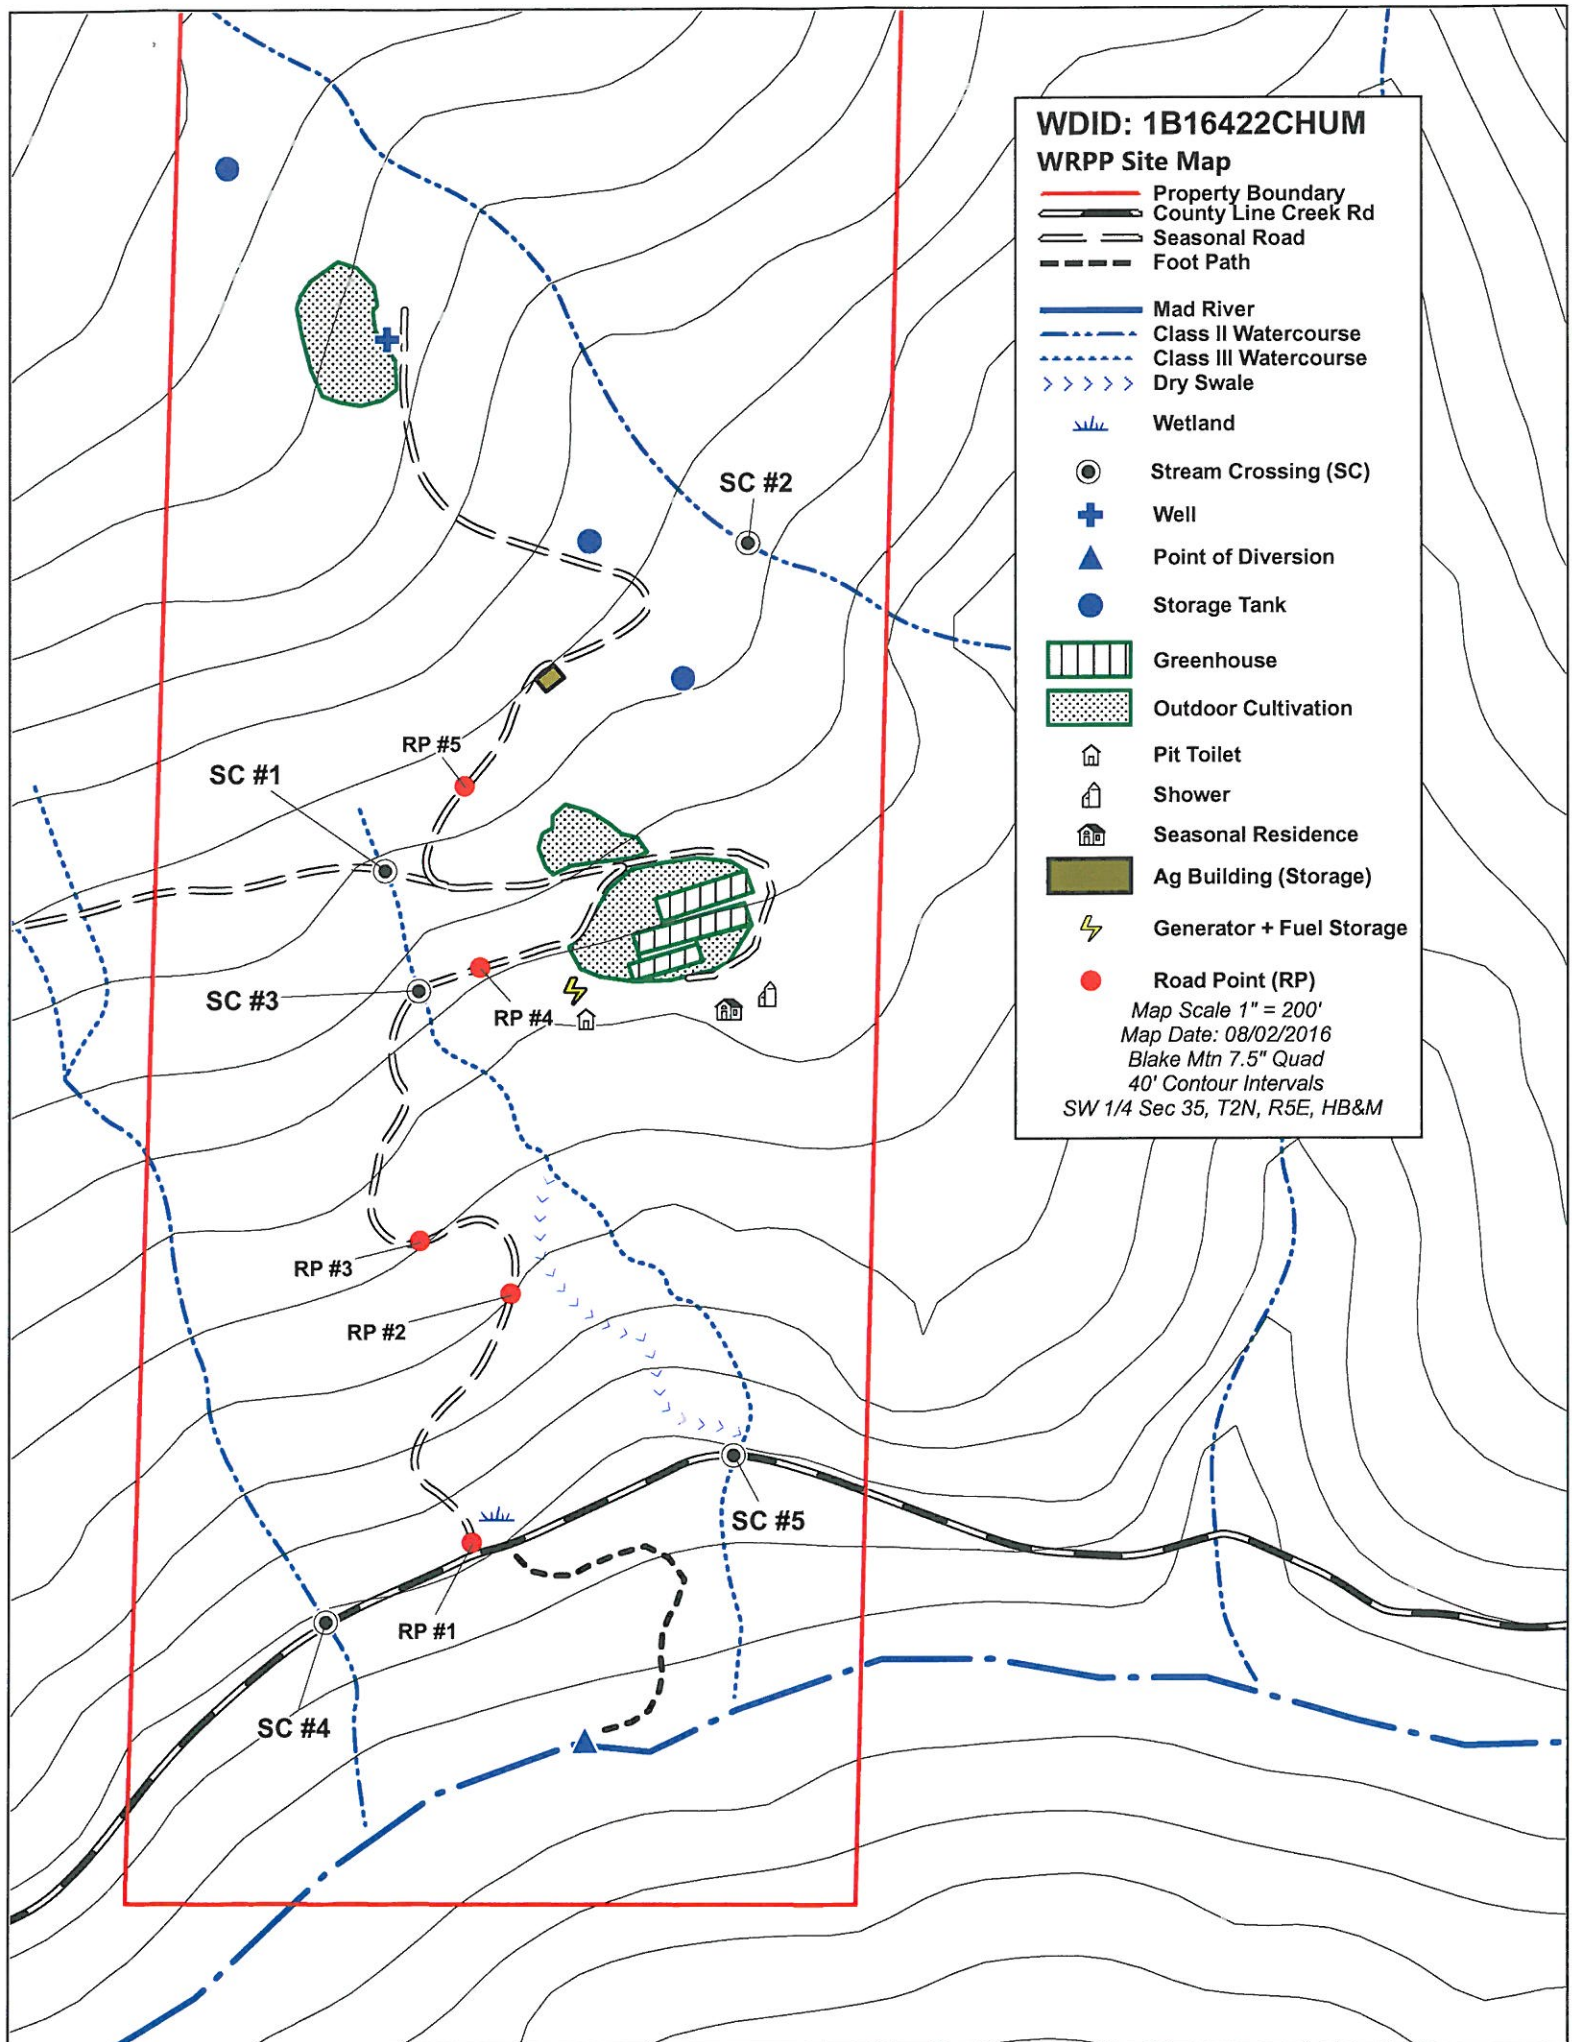 WDID: 1B16422CHUM
WRPP Site Map
Property Boundary
County Line Creek Rd
Seasonal Road
Foot Path
Mad River
Class II Watercourse
Class III Watercourse
Dry Swale
Wetland
Stream Crossing (SC)
Well
Point of Diversion
Storage Tank
Greenhouse
Outdoor Cultivation
Pit Toilet
Shower
Seasonal Residence
Ag Building (Storage)
Generator + Fuel Storage
Road Point (RP)
Map Scale 1" = 200'
Map Date: 08/02/2016
Blake Mtn 7.5" Quad
40' Contour Intervals
SW 1/4 Sec 35, T2N, R5E, HB&M
SC #2
RP #5
SC #1
SC #3
RP #4
RP #3
RP #2
SC #5
RP #1
SC #4